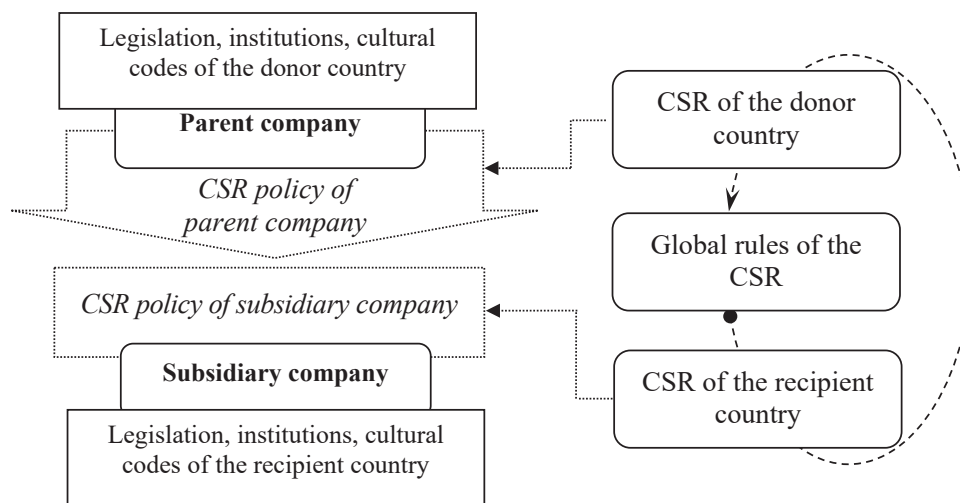 Legislation, institutions, cultural
codes of the donor country
Parent company
CSR policy of
parent company
CSR policy of subsidiary company
Subsidiary company
Legislation, institutions, cultural
codes of the recipient country
CSR of the donor
country
Global rules of the
CSR
CSR of the recipient
country